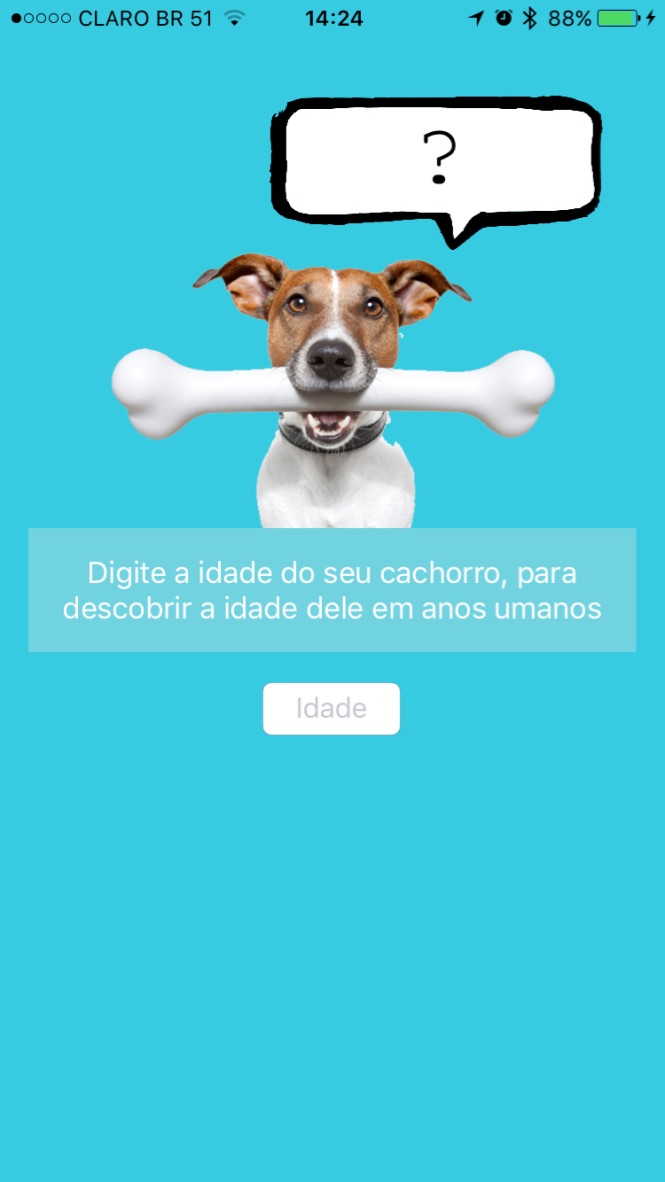 CLARO BR 51 14:24 88%
?
Digite a idade do seu cachorro, para
descobrir a idade dele em anos umanos
Idade